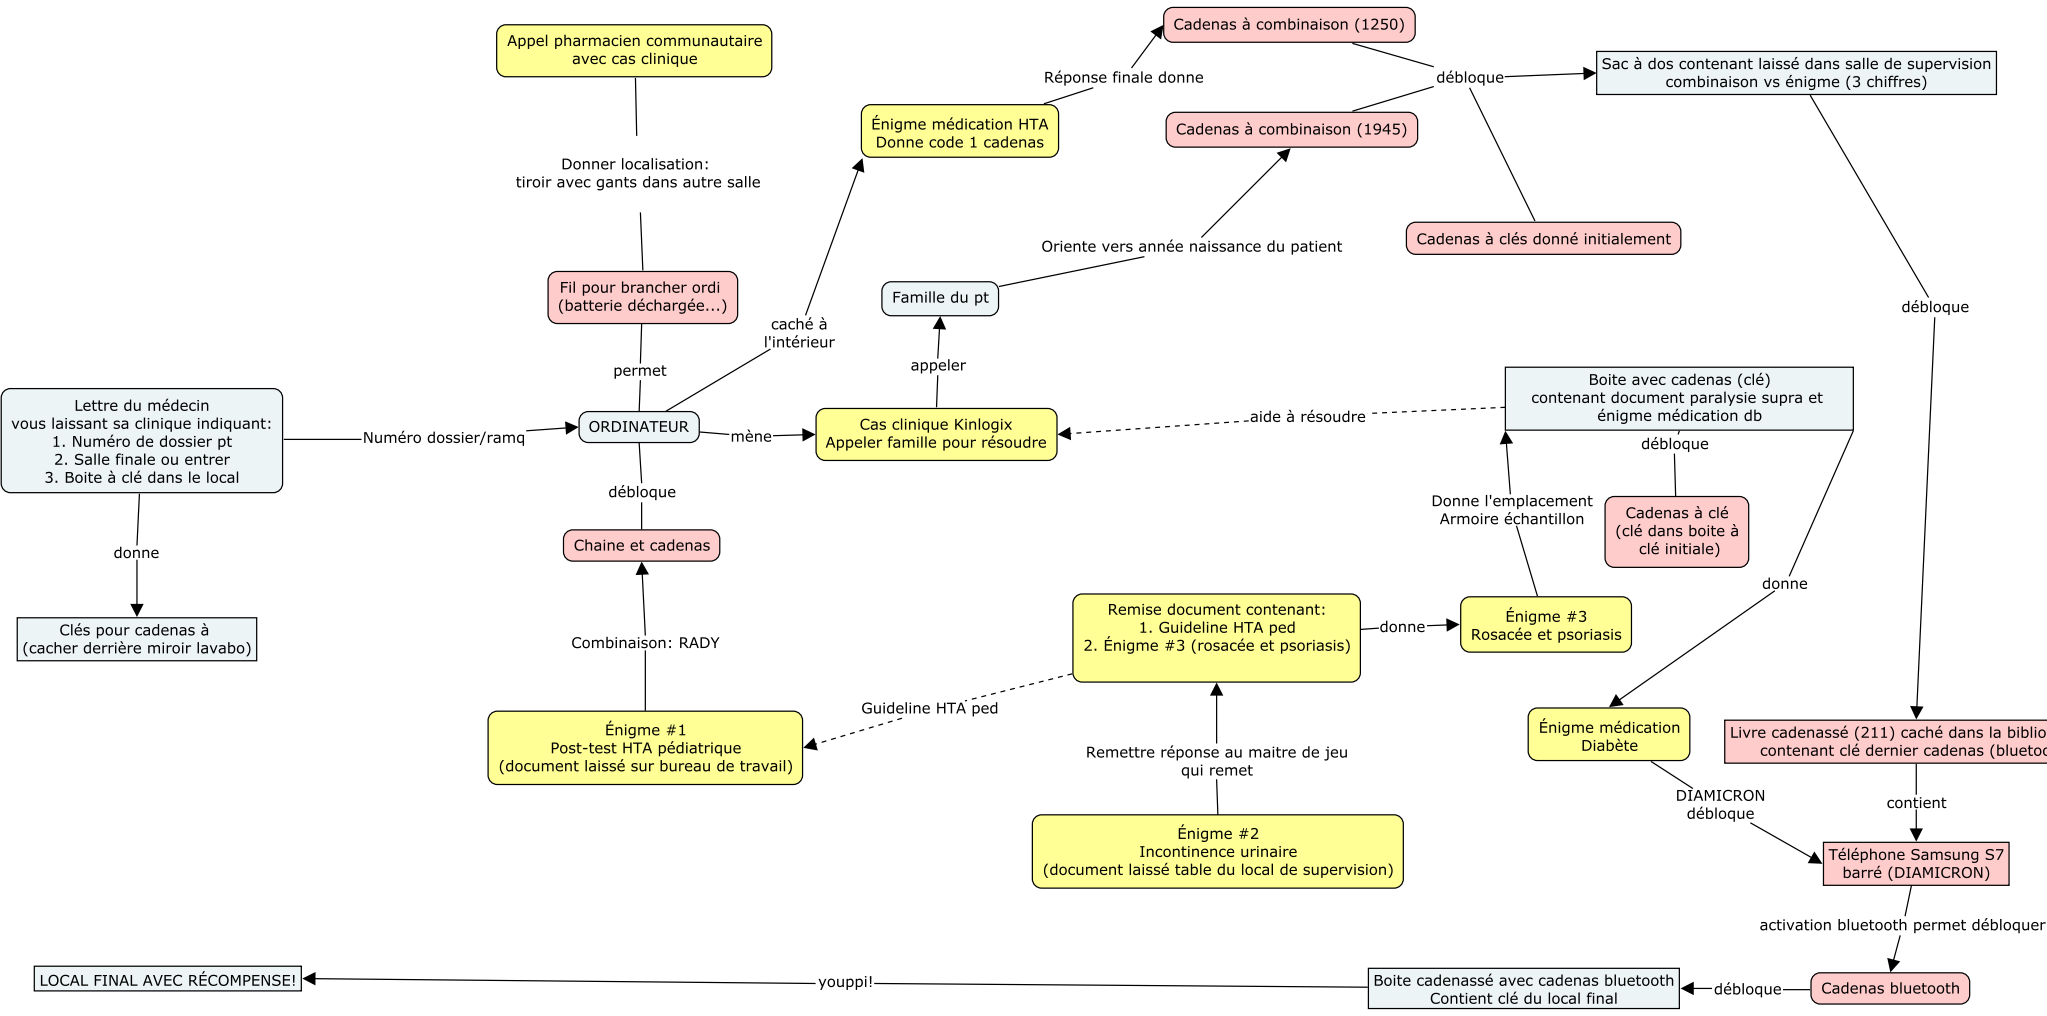 Cadenas à combinaison (1250)
Appel pharmacien communautaire
avec cas clinique
Réponse finale donne
débloque
Sac à dos contenant laissé dans salle de supervision
combinaison vs énigme (3 chiffres)
Énigme médication HTA
Donne code 1 cadenas
Cadenas à combinaison (1945)
Donner localisation:
tiroir avec gants dans autre salle
Cadenas à clés donné initialement
Oriente vers année naissance du patient
Fil pour brancher ordi
(batterie déchargée...)
Famille du pt
débloque
caché à
l'intérieur
permet
appeler
Boite avec cadenas (clé)
contenant document paralysie supra et
énigme médication db
Lettre du médecin
vous laissant sa clinique indiquant:
1. Numéro de dossier pt
2. Salle finale ou entrer
3. Boite à clé dans le local
Numéro dossier/ramq
ORDINATEUR
mène
Cas clinique Kinlogix
Appeler famille pour résoudre
aide à résoudre
débloque
débloque
Donne l'emplacement
Armoire échantillon
Cadenas à clé
(clé dans boite à
clé initiale)
donne
Chaine et cadenas
donne
Clés pour cadenas à
(cacher derrière miroir lavabo)
Combinaison: RADY
Remise document contenant:
1. Guideline HTA ped
2. Énigme #3 (rosacée et psoriasis)
donne
Énigme #3
Rosacée et psoriasis
Guideline HTA ped
Énigme #1
Post-test HTA pédiatrique
(document laissé sur bureau de travail)
Énigme médication
Diabète
Livre cadenassé (211) caché dans la biblio
contenant clé dernier cadenas (bluetoo
Remettre réponse au maitre de jeu
qui remet
DIAMICRON
débloque
contient
Énigme #2
Incontinence urinaire
(document laissé table du local de supervision)
Téléphone Samsung S7
barré (DIAMICRON)
activation bluetooth permet débloquer
LOCAL FINAL AVEC RÉCOMPENSE!
youppi!
Boite cadenassé avec cadenas bluetooth
Contient clé du local final
débloque
Cadenas bluetooth